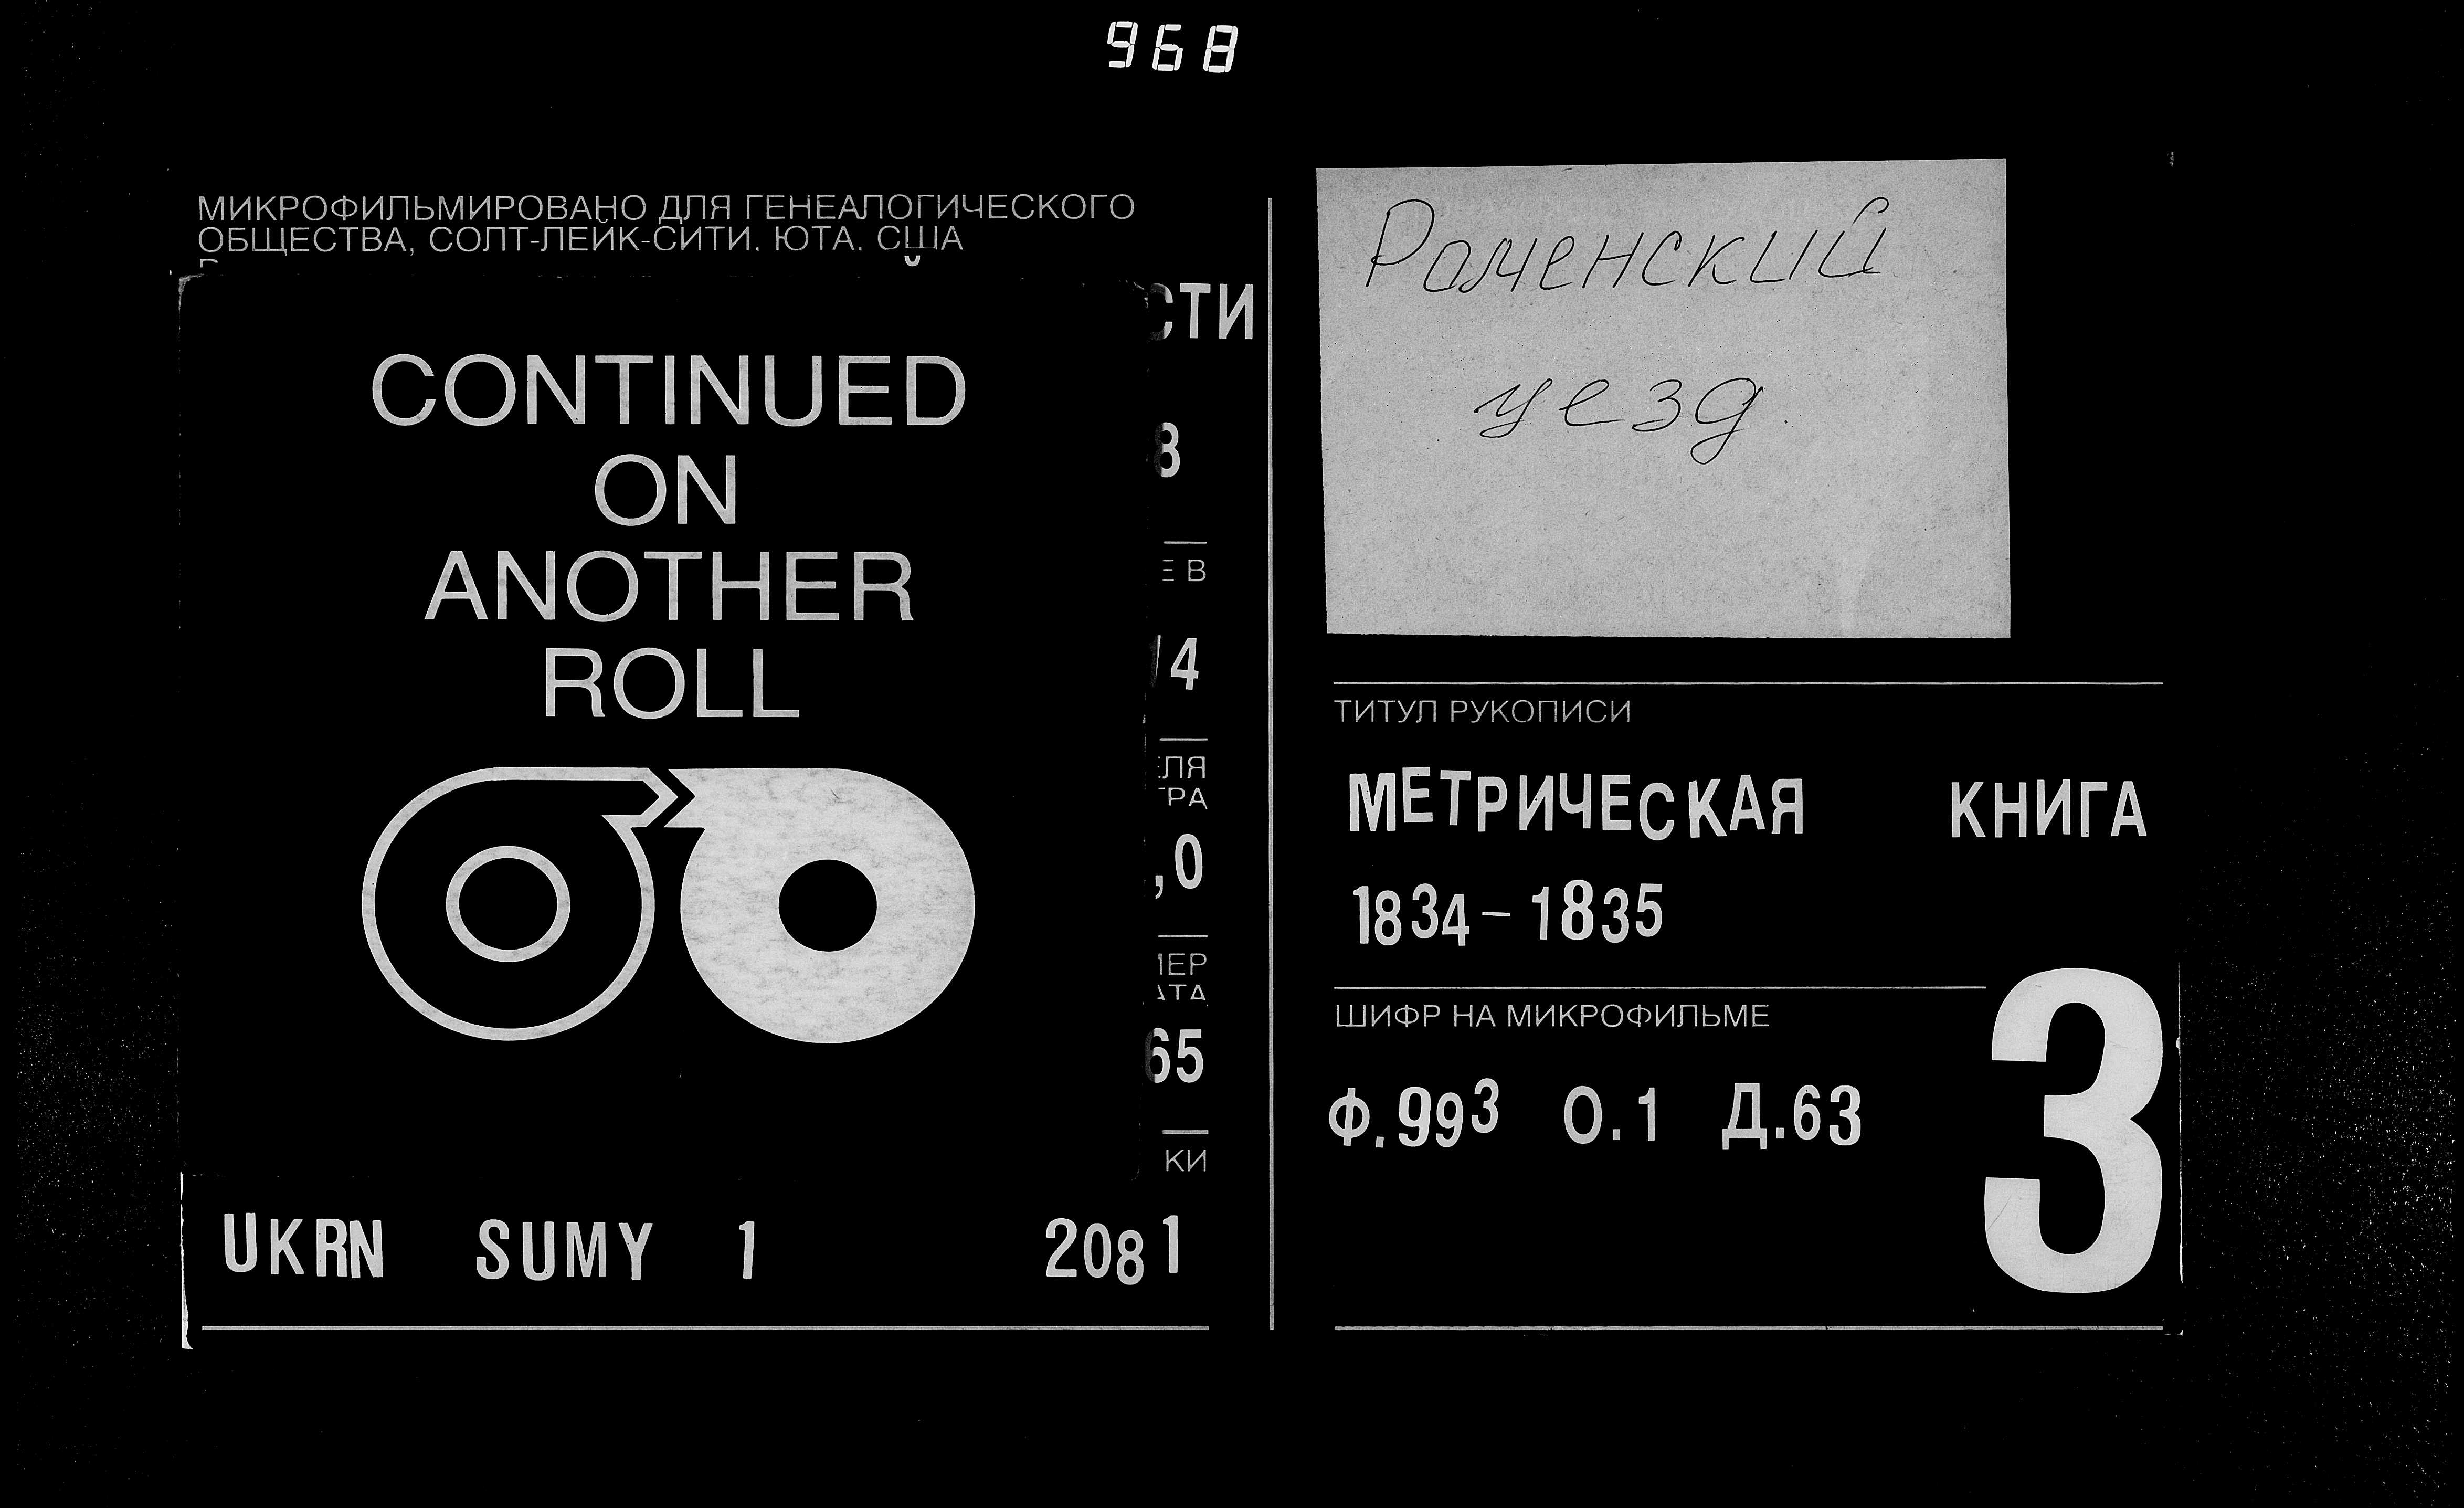 968
МИКРОФИЛЬМИРОВАНО ДЛЯ ГЕНЕАЛОГИЧЕСКОГО
ОБЩЕСТВА, СОЛТ-ЛЕЙК-СИТИ, ЮТА, США
CONTINUED
ON
ANOTHER
ROLL
UKRN SUMY 1 2081
Роменский
уезд.
ТИТУЛ РУКОПИСИ
МЕТРИЧЕСКАЯ КНИГА
1834-1835
ШИФР НА МИКРОФИЛЬМЕ
Ф.993 О.1 Д.63
3